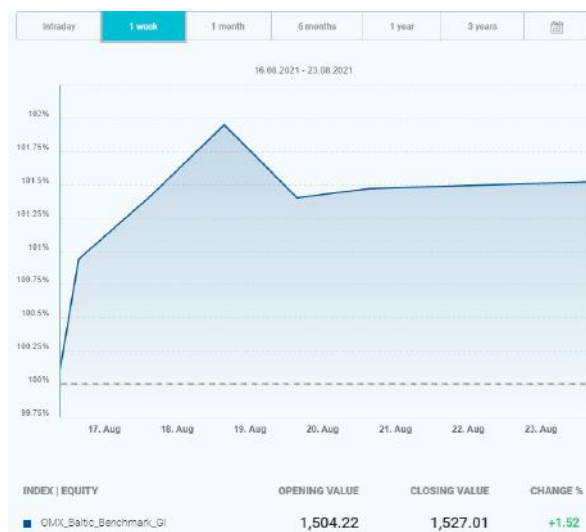 Intraday 1 week 1 month 6 months 1 year 3 years
16.08.2021 - 23.08.2021
102%
101.75%
101.5%
101.25%
101%
100.75%
100.5%
100.25%
100%
99.75%
17. Aug 18. Aug 19. Aug 20. Aug 21. Aug 22. Aug 23. Aug
INDEX | EQUITY OPENING VALUE CLOSING VALUE CHANGE %
OMX_Baltic_Benchmark_GI 1,504.22 1,527.01 +1.52